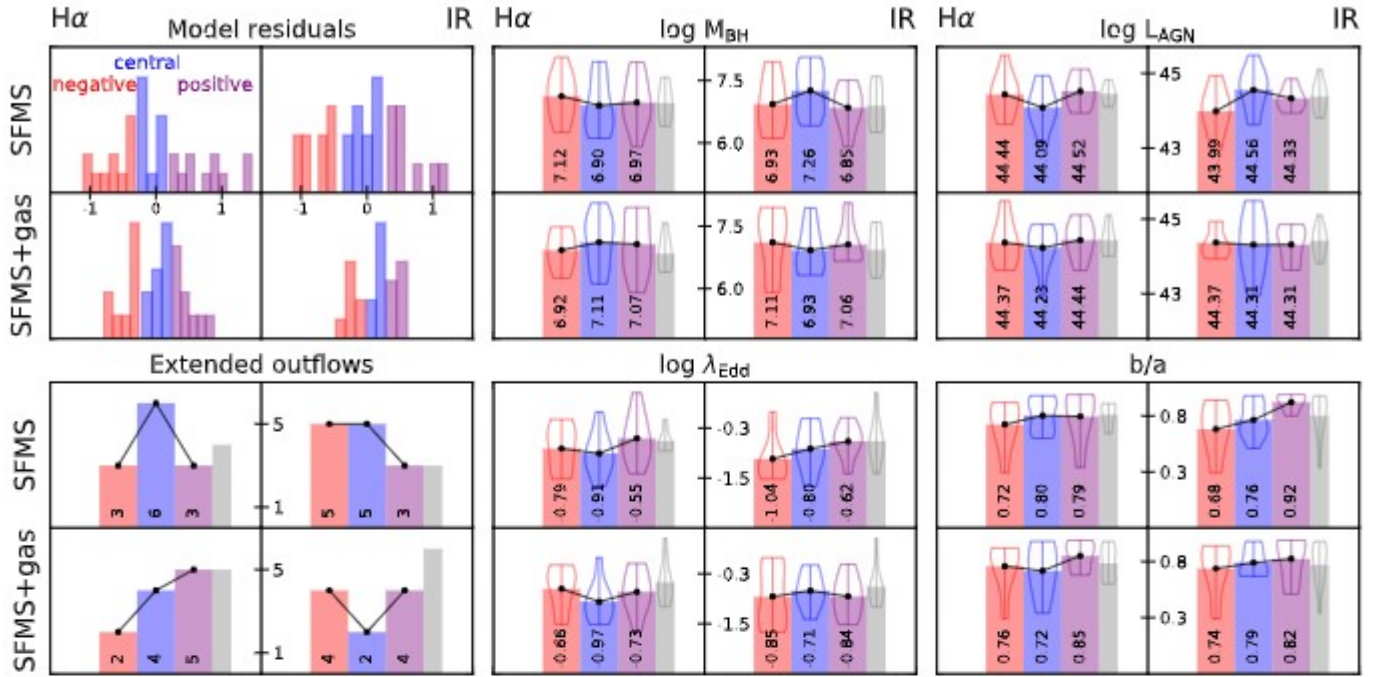 Hα IR Hα IR Hα IR
Model residuals log M_BH log L_AGN
SFMS
central
negative positive
-1 0 1 -1 0 1
7.5
6.0
7.12 6.90 6.97 6.93 7.26 6.85
45
43
44.44 44.09 44.52 43.99 44.56 44.33
SFMS+gas
7.5
6.0
6.92 7.11 7.07 7.11 6.93 7.06
45
43
44.37 44.23 44.44 44.37 44.31 44.31
Extended outflows log λ_Edd b/a
SFMS
5
1
3 6 3 5 5 3
-0.3
-1.5
-0.79 -0.91 -0.55 -1.04 -0.80 -0.62
0.8
0.3
0.72 0.80 0.79 0.68 0.76 0.92
SFMS+gas
5
1
2 4 5 4 2 4
-0.3
-1.5
-0.66 -0.97 -0.73 -0.85 -0.71 -0.84
0.8
0.3
0.76 0.72 0.85 0.74 0.79 0.82